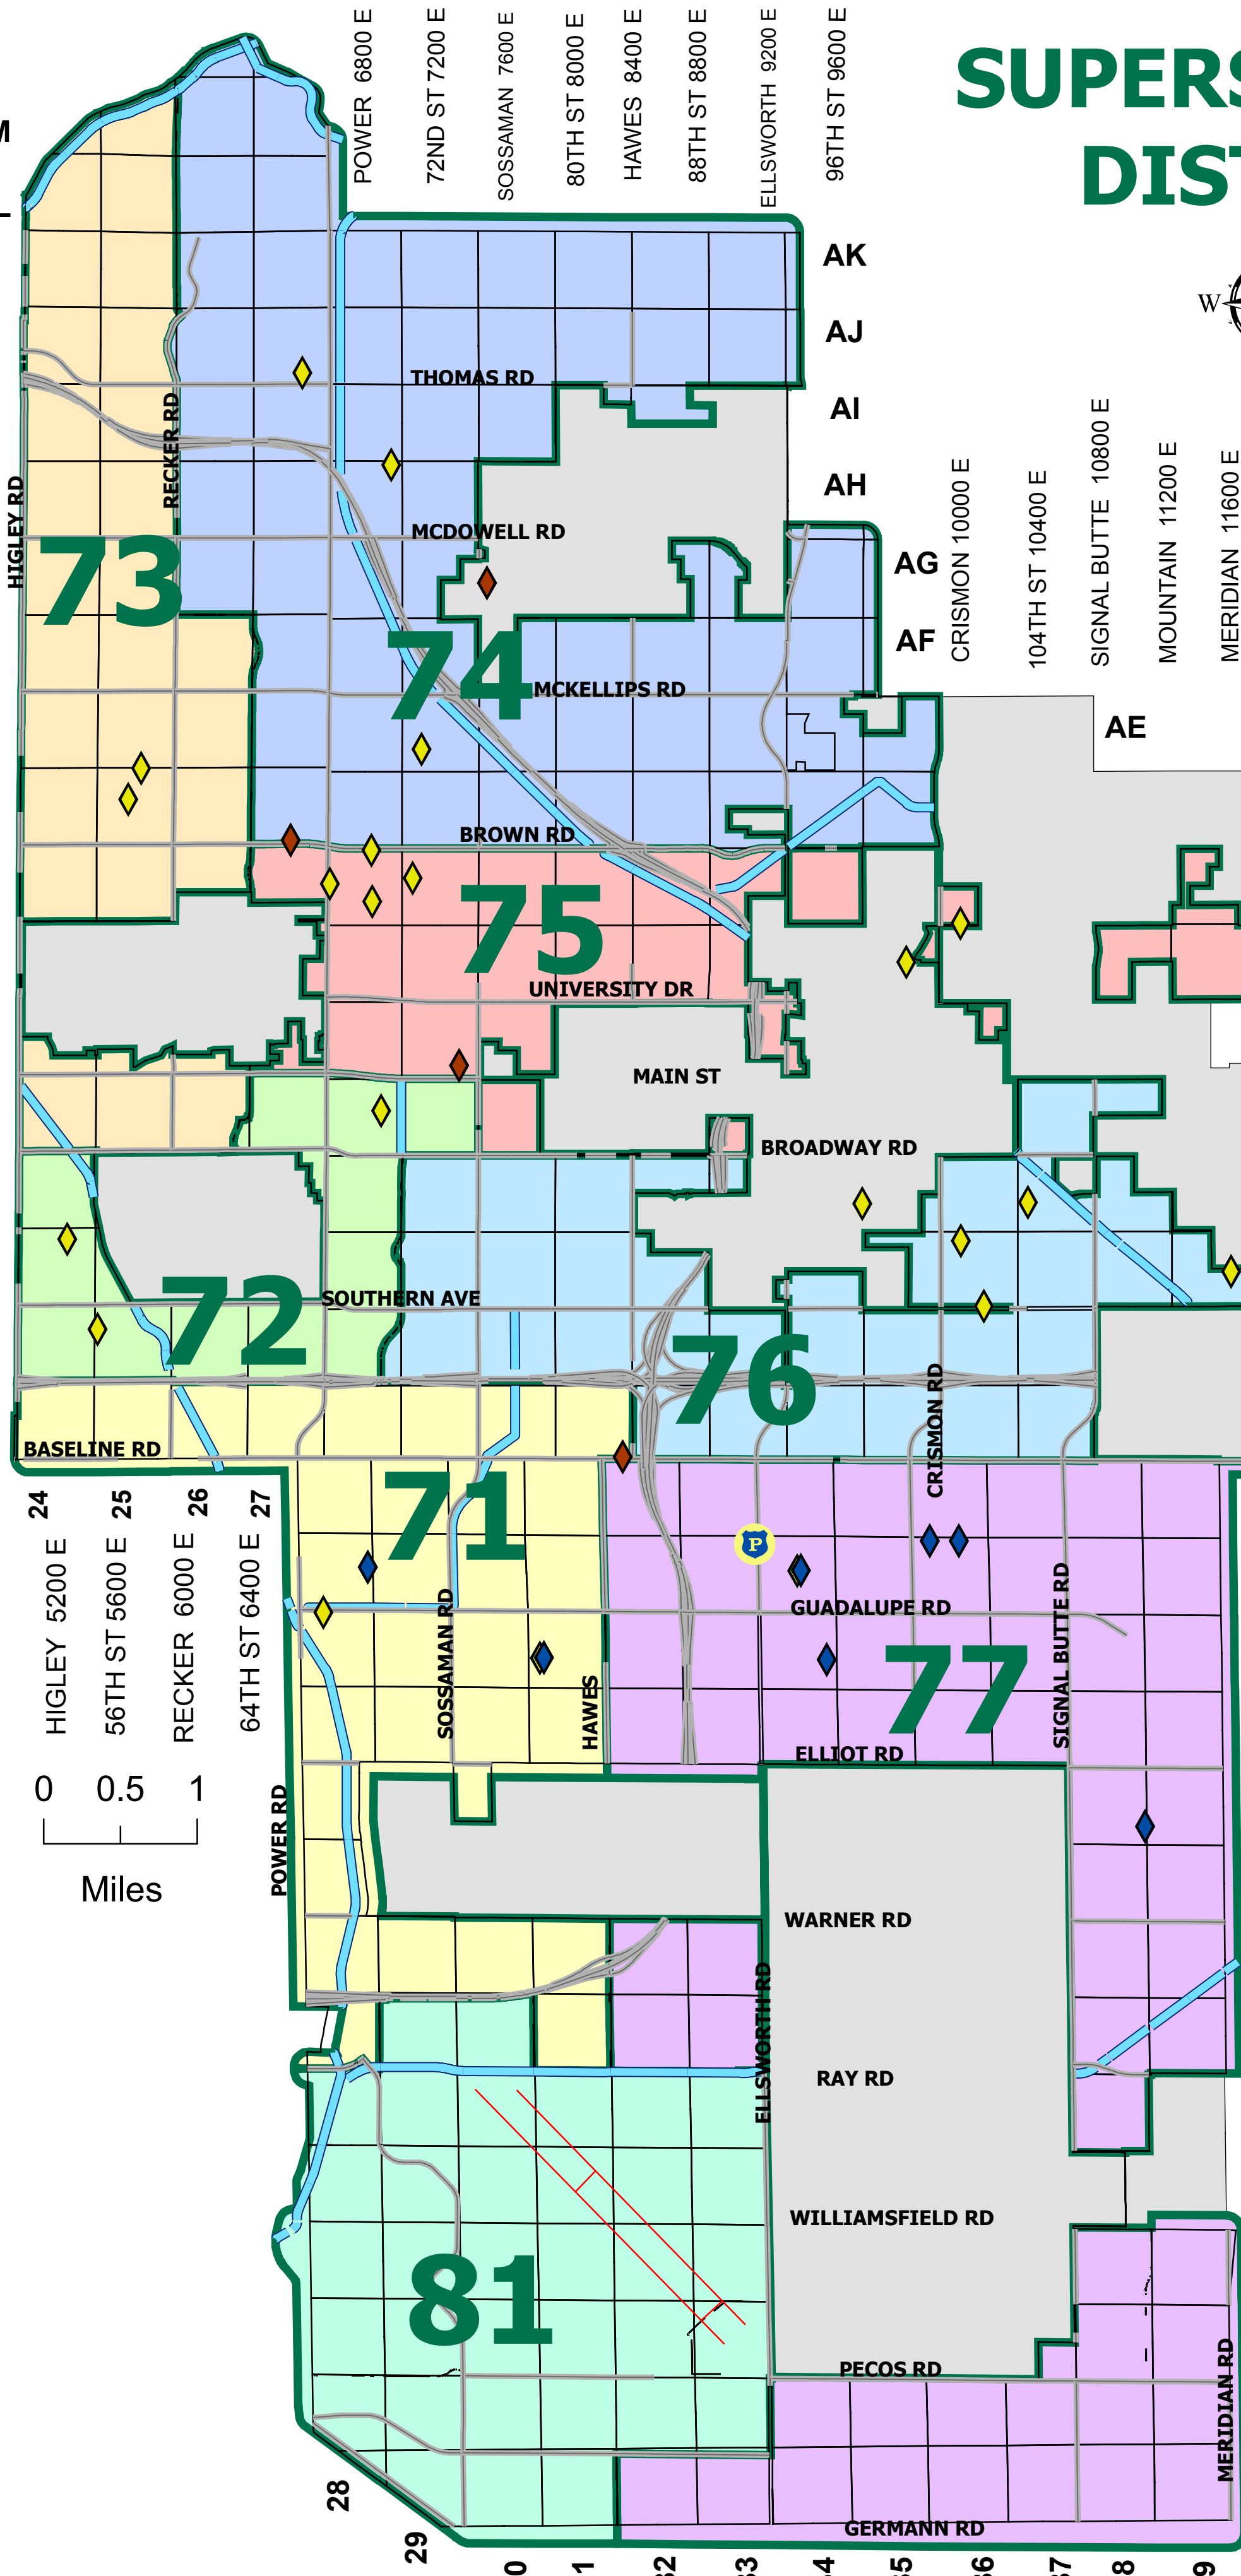 POWER 6800 E
72ND ST 7200 E
SOSSAMAN 7600 E
80TH ST 8000 E
HAWES 8400 E
88TH ST 8800 E
ELLSWORTH 9200 E
96TH ST 9600 E
AK
W
AJ
THOMAS RD
AI
RECKER RD
AH
HIGLEY RD
MCDOWELL RD
CRISMON 10000 E
104TH ST 10400 E
SIGNAL BUTTE 10800 E
MOUNTAIN 11200 E
MERIDIAN 11600 E
AG
73
AF
74
MCKELLIPS RD
AE
BROWN RD
75
UNIVERSITY DR
MAIN ST
BROADWAY RD
SOUTHERN AVE
72
76
CRISMON RD
BASELINE RD
71
24
25
26
27
HIGLEY 5200 E
56TH ST 5600 E
RECKER 6000 E
64TH ST 6400 E
P
GUADALUPE RD
SOSSAMAN RD
HAWES
SIGNAL BUTTE RD
77
ELLIOT RD
0 0.5 1
Miles
POWER RD
WARNER RD
ELLSWORTH RD
RAY RD
WILLIAMSFIELD RD
81
PECOS RD
MERIDIAN RD
28
GERMANN RD
29